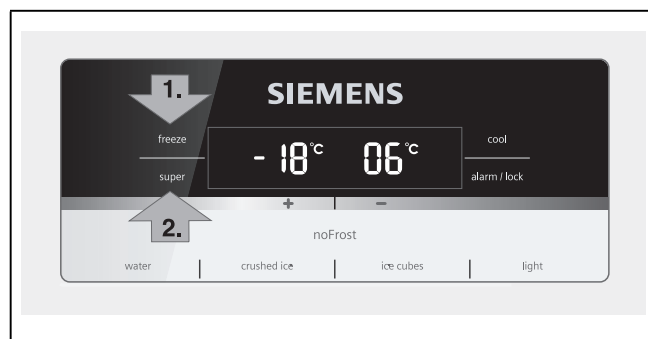 1.
SIEMENS
freeze
- 18°C 06°C
cool
super
alarm / lock
+ -
2.
noFrost
water crushed ice ice cubes light